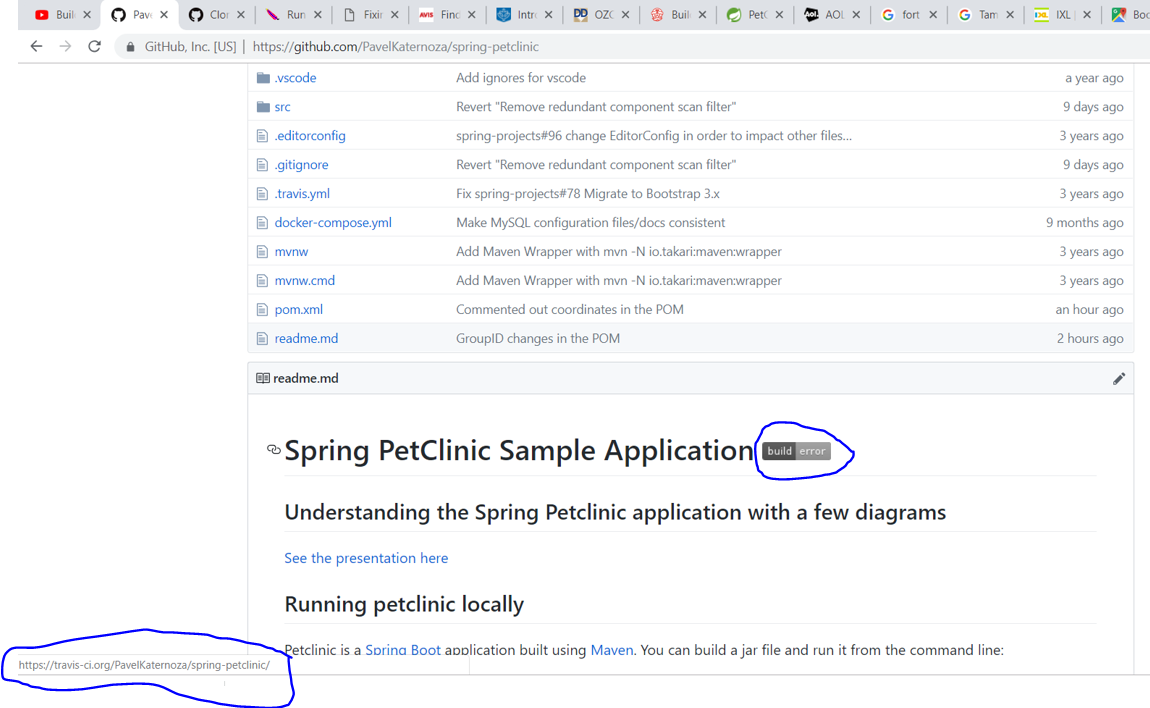 Buil
Pave
Clor
Run
Fixin
AVIS Find
Intro
DD OZC
Buil
PetC
Aol. AOL
G fort
G Tam
IXL IXL |
Boo
GitHub, Inc. [US] | https://github.com/PavelKaternoza/spring-petclinic
.vscode Add ignores for vscode a year ago
src Revert "Remove redundant component scan filter" 9 days ago
.editorconfig spring-projects#96 change EditorConfig in order to impact other files... 3 years ago
.gitignore Revert "Remove redundant component scan filter" 9 days ago
.travis.yml Fix spring-projects#78 Migrate to Bootstrap 3.x 3 years ago
docker-compose.yml Make MySQL configuration files/docs consistent 9 months ago
mvnw Add Maven Wrapper with mvn -N io.takari:maven:wrapper 3 years ago
mvnw.cmd Add Maven Wrapper with mvn -N io.takari:maven:wrapper 3 years ago
pom.xml Commented out coordinates in the POM an hour ago
readme.md GroupID changes in the POM 2 hours ago
readme.md
Spring PetClinic Sample Application build error
Understanding the Spring Petclinic application with a few diagrams
See the presentation here
Running petclinic locally
Petclinic is a Spring Boot application built using Maven. You can build a jar file and run it from the command line:
https://travis-ci.org/PavelKaternoza/spring-petclinic/